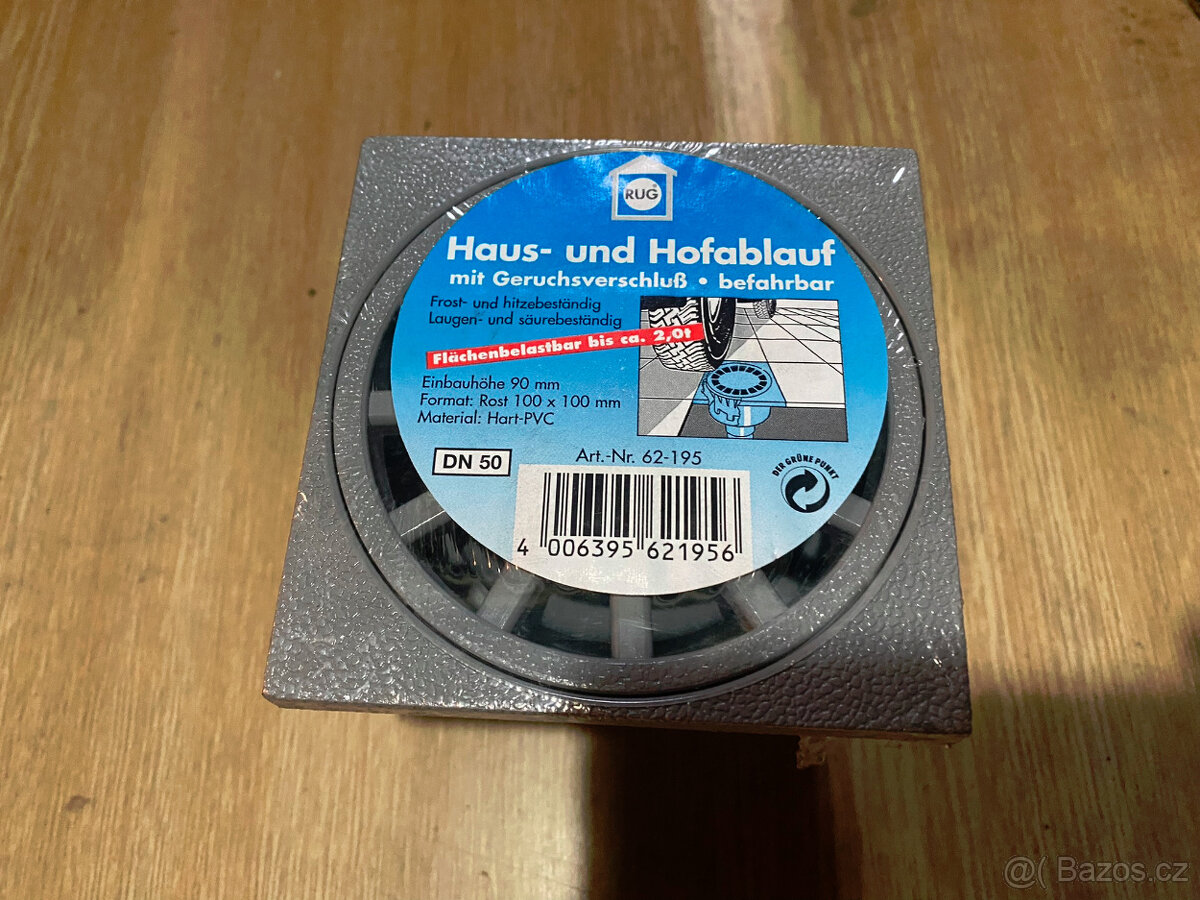 RUG
Haus- und Hofablauf
mit Geruchsverschluß • befahrbar
Frost- und hitzebeständig
Laugen- und säurebeständig
Flächenbelastbar bis ca. 2,0t
Einbauhöhe 90 mm
Format: Rost 100 x 100 mm
Material: Hart-PVC
DN 50
Art.-Nr. 62-195
DER GRÜNE PUNKT
4 006395 621956
@( Bazos.cz